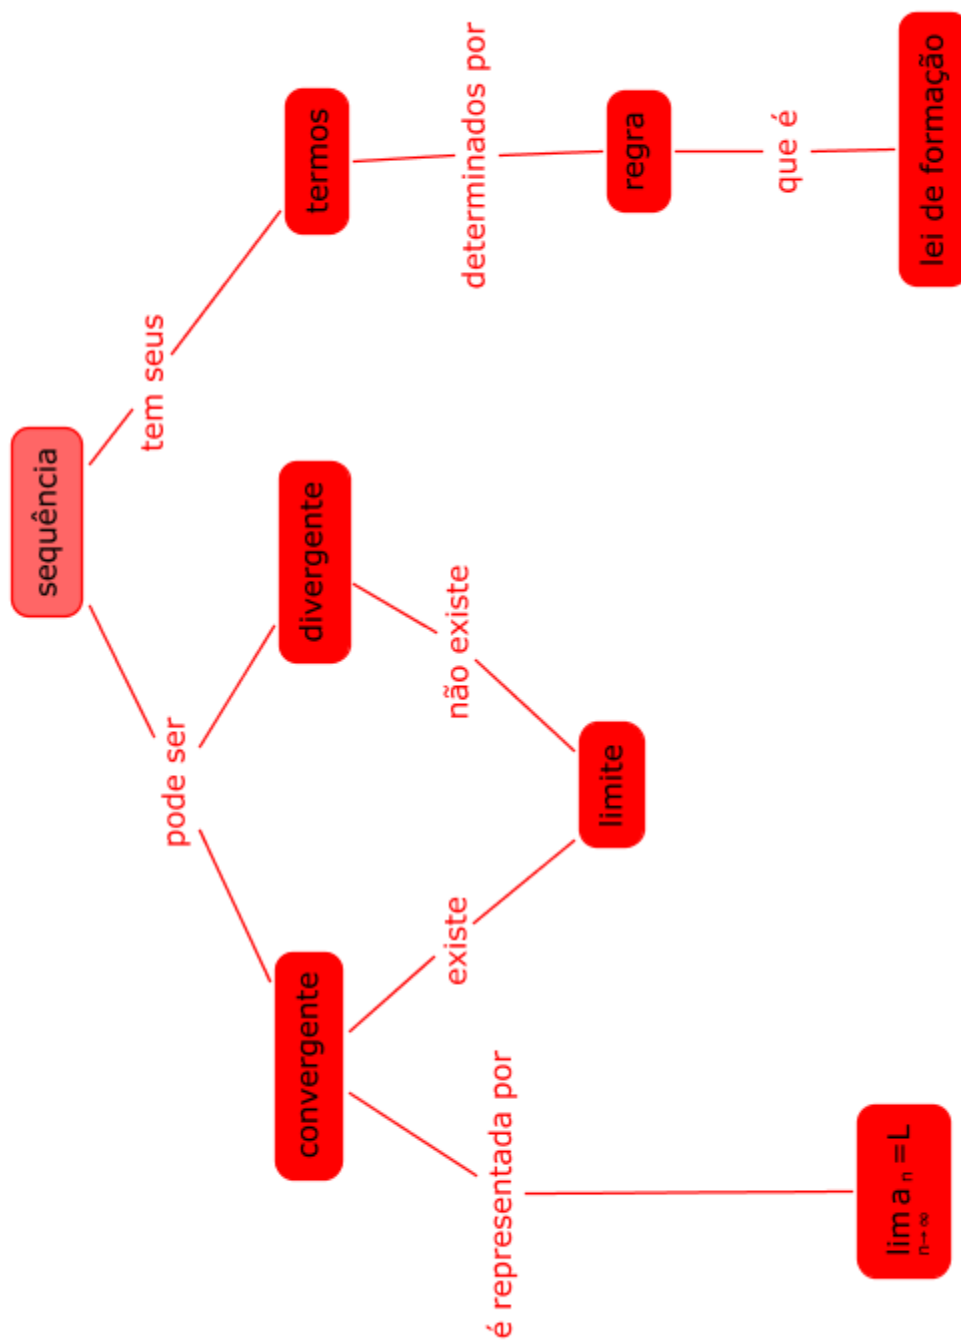 sequência
pode ser
tem seus
convergente
divergente
termos
existe
não existe
determinados por
é representada por
limite
regra
que é
lim a n = L
n→∞
lei de formação